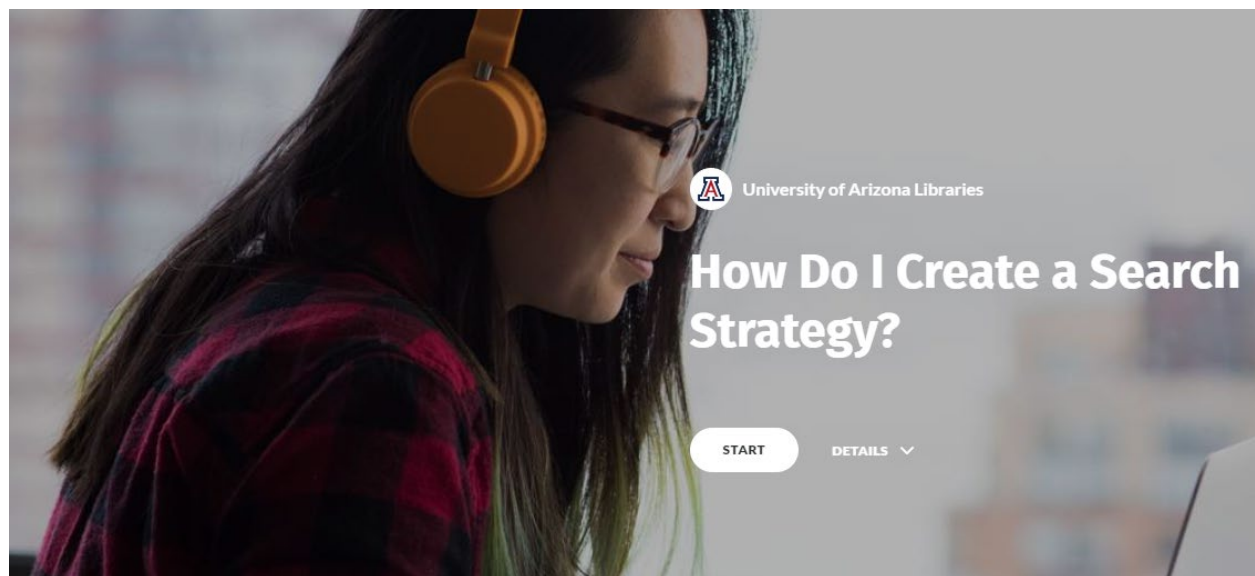 A
University of Arizona Libraries
How Do I Create a Search
Strategy?
START
DETAILS